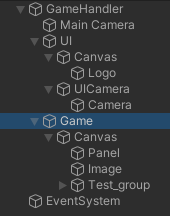 GameHandler
Main Camera
UI
Canvas
Logo
UICamera
Camera
Game
Canvas
Panel
Image
Test_group
EventSystem